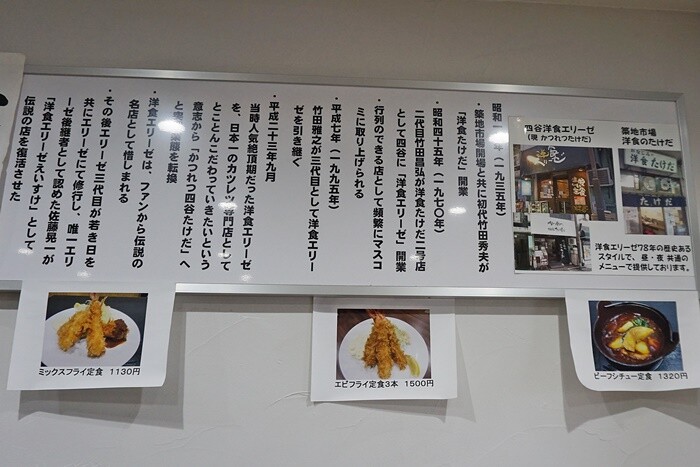 昭和十年（一九三五年）
・築地市場開場と共に初代竹田秀夫が
「洋食たけだ」開業
昭和四十五年（一九七〇年）
二代目竹田昌弘が洋食たけだ二号店
として四谷に「洋食エリーゼ」開業
・行列のできる店として頻繁にマスコ
ミに取り上げられる
・平成七年（一九九五年）
竹田雅之が三代目として洋食エリー
ゼを引き継ぐ
・平成二十三年九月
当時人気絶頂期だった洋食エリーゼ
を、日本一のカツレツ専門店として
とことんこだわっていきたいという
意志から「かつれつ四谷たけだ」へ
と突然業態を転換
・洋食エリーゼは、ファンから伝説の
名店として惜しまれる
・その後エリーゼ三代目が若き日を
共にエリーゼにて修行し、唯一エリ
ーゼ後継者として認めた佐藤晃一が
「洋食エリーゼえいすけ」として
伝説の店を復活させた
四谷洋食エリーゼ
(現 かつれつたけだ)
築地市場
洋食のたけだ
洋食 たけだ
たけだ
洋食エリーゼ78年の歴史ある
スタイルで、昼・夜 共通の
メニューで提供しております。
ミックスフライ定食 1130円
エビフライ定食3本 1500円
ビーフシチュー定食 1320円